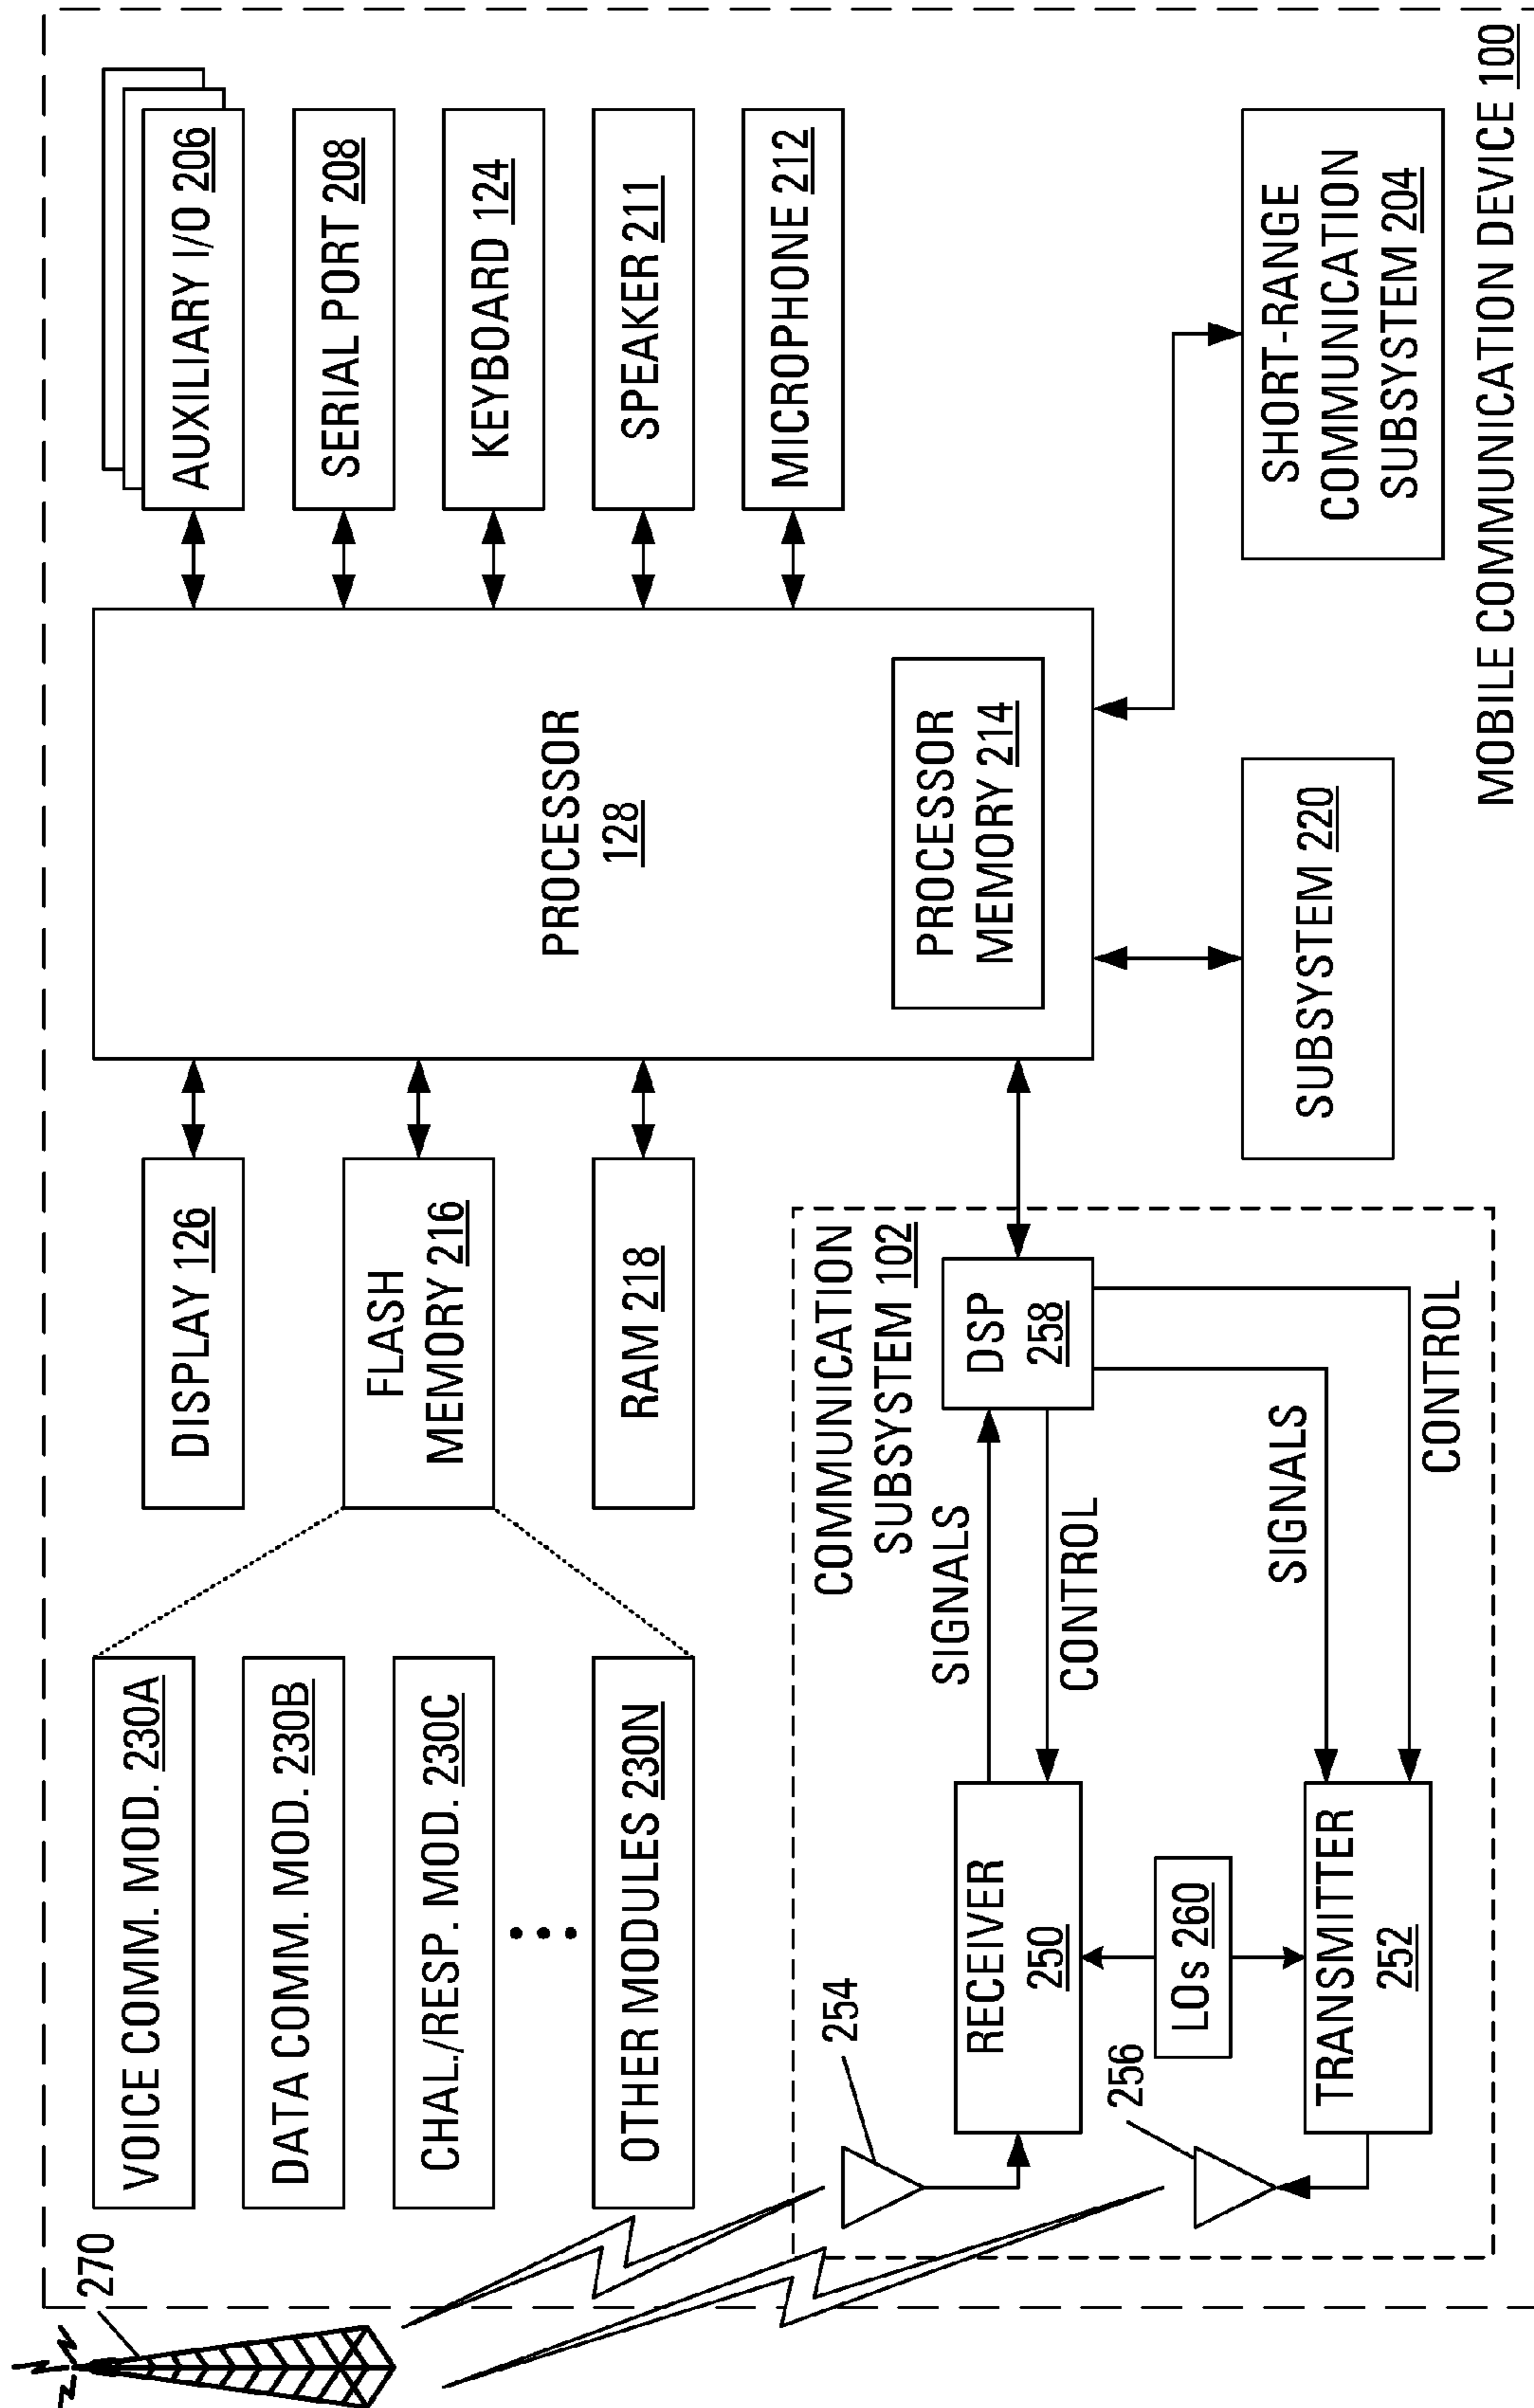 270
VOICE COMM. MOD. 230A
DATA COMM. MOD. 230B
CHAL./RESP. MOD. 230C
OTHER MODULES 230N
DISPLAY 126
FLASH
MEMORY 216
RAM 218
PROCESSOR
128
PROCESSOR
MEMORY 214
AUXILIARY I/O 206
SERIAL PORT 208
KEYBOARD 124
SPEAKER 211
MICROPHONE 212
COMMUNICATION
SUBSYSTEM 102
254
RECEIVER
250
SIGNALS
CONTROL
DSP
258
256
LOs 260
TRANSMITTER
252
SIGNALS
CONTROL
SUBSYSTEM 220
SHORT-RANGE
COMMUNICATION
SUBSYSTEM 204
MOBILE COMMUNICATION DEVICE 100